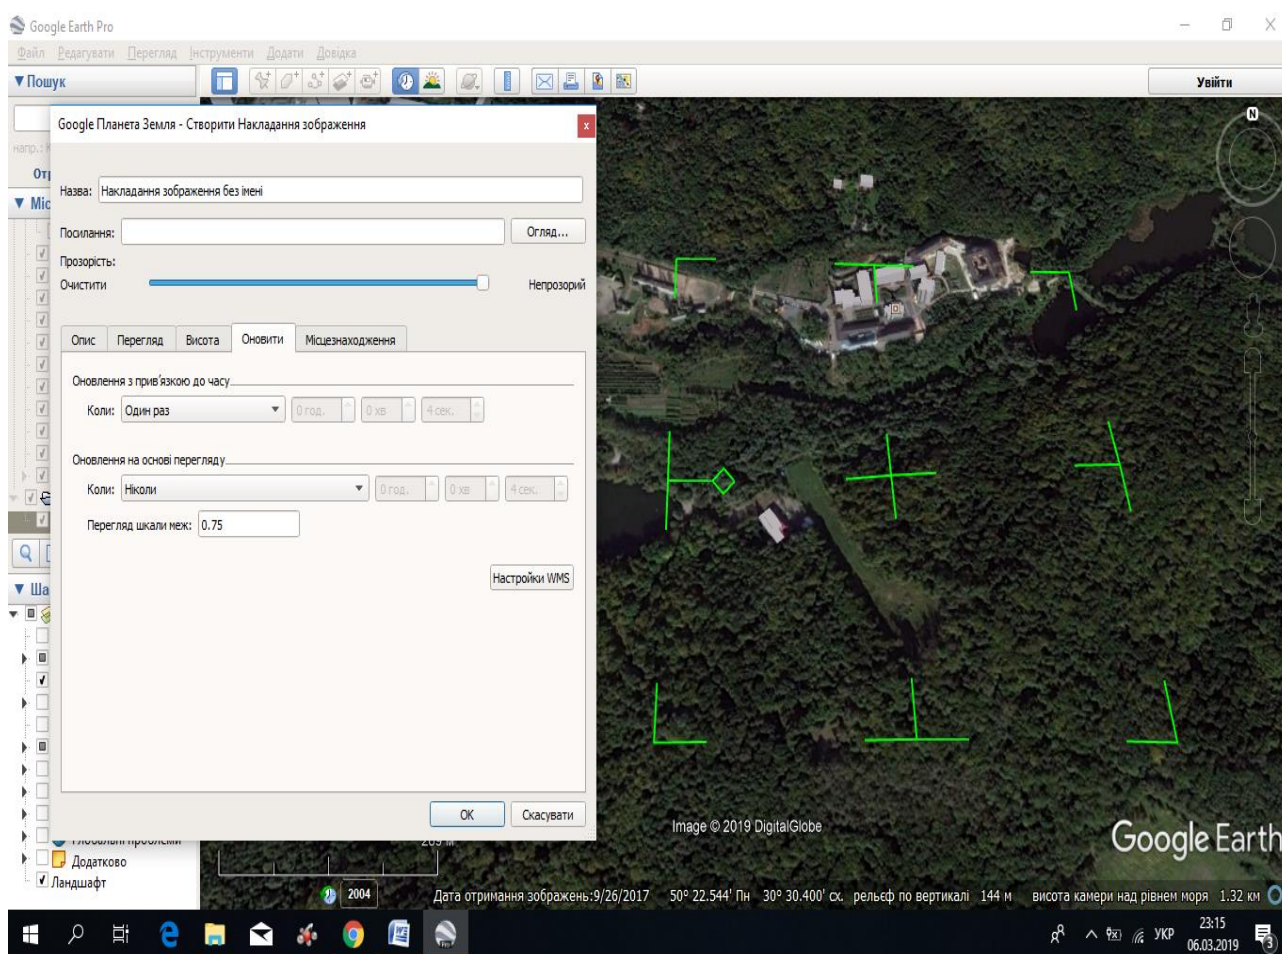 Google Earth Pro
Файл Редагувати Перегляд Інструменти Додати Довідка
Пошук
Увійти
Google Планета Земля - Створити Накладання зображення
N
Назва: Накладання зображення без імені
Посилання: Огляд...
Прозорість:
Очистити Непрозорий
Опис Перегляд Висота Оновити Місцезнаходження
Оновлення з прив'язкою до часу
Коли: Один раз 0 год. 0 хв 4 сек.
Оновлення на основі перегляду
Коли: Ніколи 0 год. 0 хв 4 сек.
Перегляд шкали меж: 0.75
Настройки WMS
ОК Скасувати
Додатково
Ландшафт
Image © 2019 DigitalGlobe
Google Earth
2004 Дата отримання зображень:9/26/2017 50° 22.544' Пн 30° 30.400' сх. рельєф по вертикалі 144 м висота камери над рівнем моря 1.32 км
УКР 23:15
06.03.2019
3